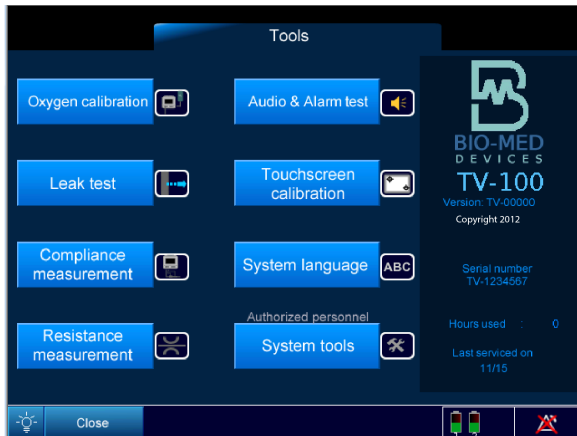 Tools
Oxygen calibration
Audio & Alarm test
Leak test
Touchscreen
calibration
Compliance
measurement
System language
ABC
Resistance
measurement
Authorized personnel
System tools
BIO-MED
DEVICES
TV-100
Version: TV-00000
Copyright 2012
Serial number
TV-1234567
Hours used : 0
Last serviced on
11/15
Close